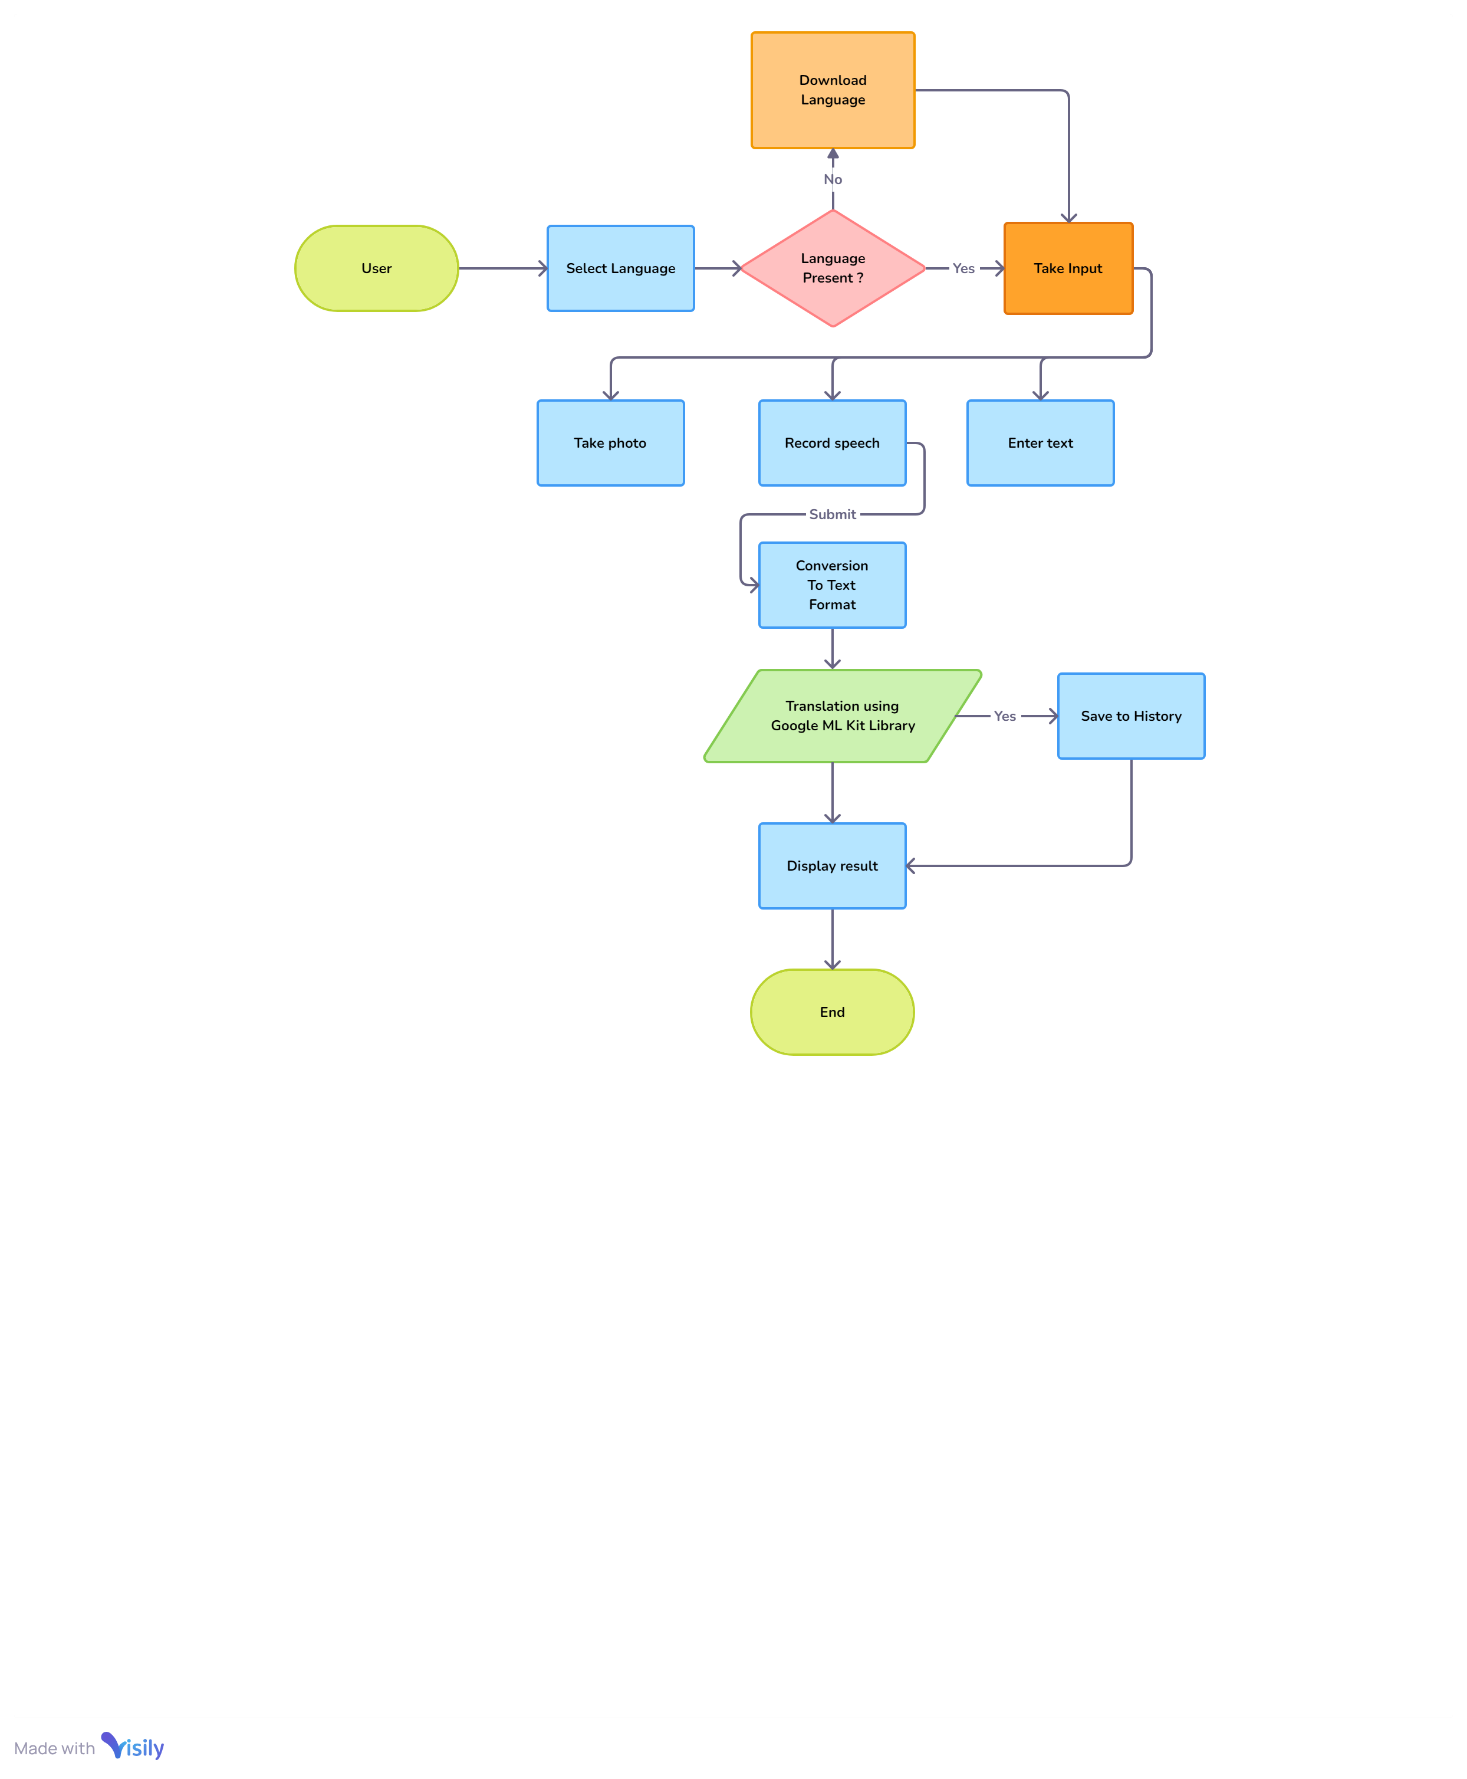 Download
Language
No
User
Select Language
Language
Present ?
Yes
Take Input
Take photo
Record speech
Enter text
Submit
Conversion
To Text
Format
Translation using
Google ML Kit Library
Yes
Save to History
Display result
End
Made with Visily